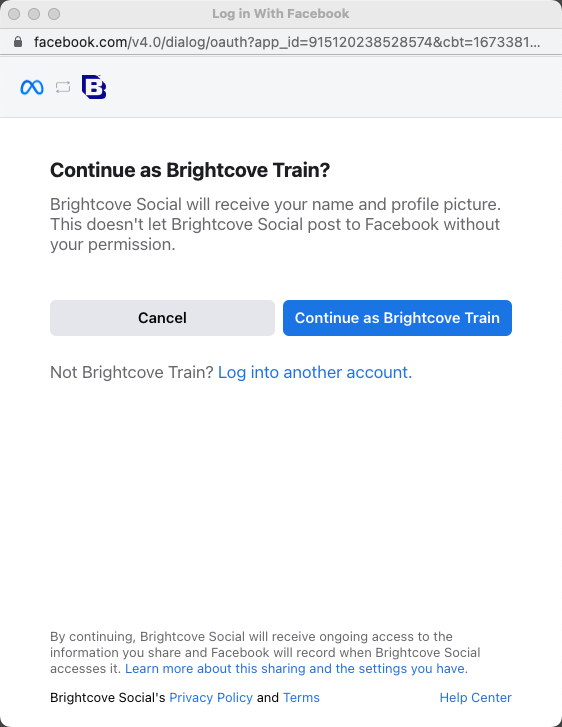 Log in With Facebook
facebook.com/v4.0/dialog/oauth?app_id=915120238528574&cbt=1673381...
B
Continue as Brightcove Train?
Brightcove Social will receive your name and profile picture.
This doesn't let Brightcove Social post to Facebook without
your permission.
Cancel
Continue as Brightcove Train
Not Brightcove Train? Log into another account.
By continuing, Brightcove Social will receive ongoing access to the
information you share and Facebook will record when Brightcove Social
accesses it. Learn more about this sharing and the settings you have.
Brightcove Social's Privacy Policy and Terms
Help Center